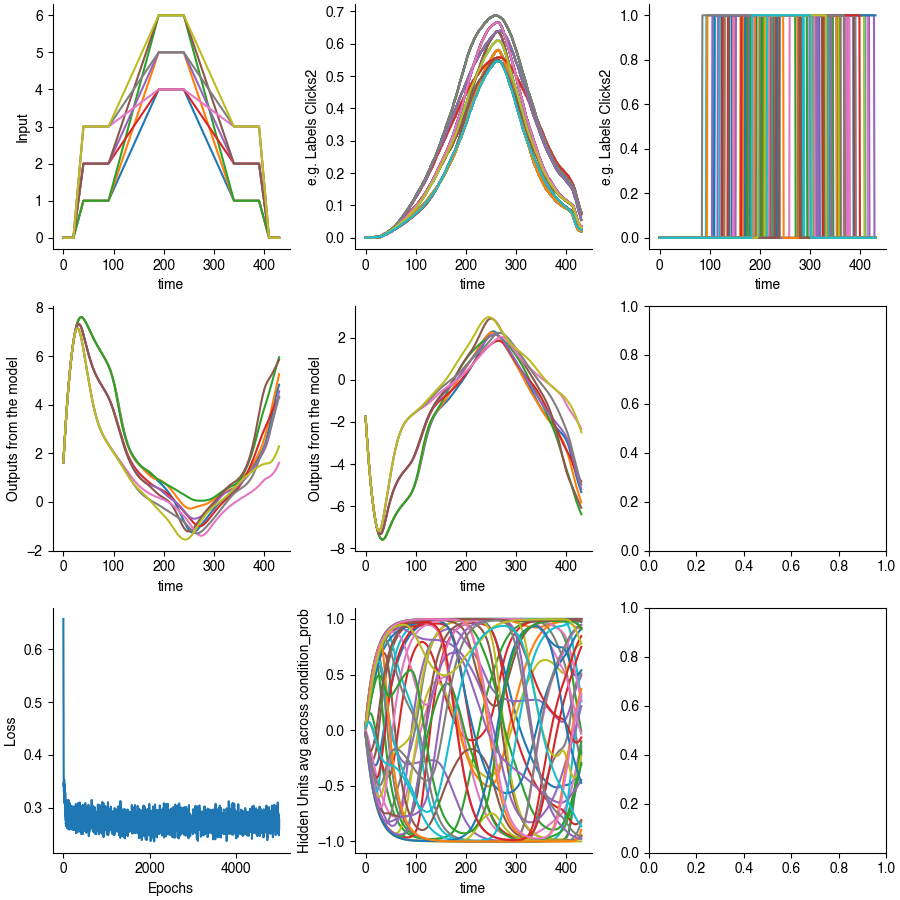 6
5
4
3
2
1
0
Input
0 100 200 300 400
time
0.7
0.6
0.5
0.4
0.3
0.2
0.1
0.0
e.g. Labels Clicks2
0 100 200 300 400
time
1.0
0.8
0.6
0.4
0.2
0.0
e.g. Labels Clicks2
0 100 200 300 400
time
8
6
4
2
0
−2
Outputs from the model
0 100 200 300 400
time
2
0
−2
−4
−6
−8
Outputs from the model
0 100 200 300 400
time
1.0
0.8
0.6
0.4
0.2
0.0
0.0 0.2 0.4 0.6 0.8 1.0
0.6
0.5
0.4
0.3
Loss
0 2000 4000
Epochs
1.0
0.5
0.0
−0.5
−1.0
Hidden Units avg across condition_prob
0 100 200 300 400
time
1.0
0.8
0.6
0.4
0.2
0.0
0.0 0.2 0.4 0.6 0.8 1.0